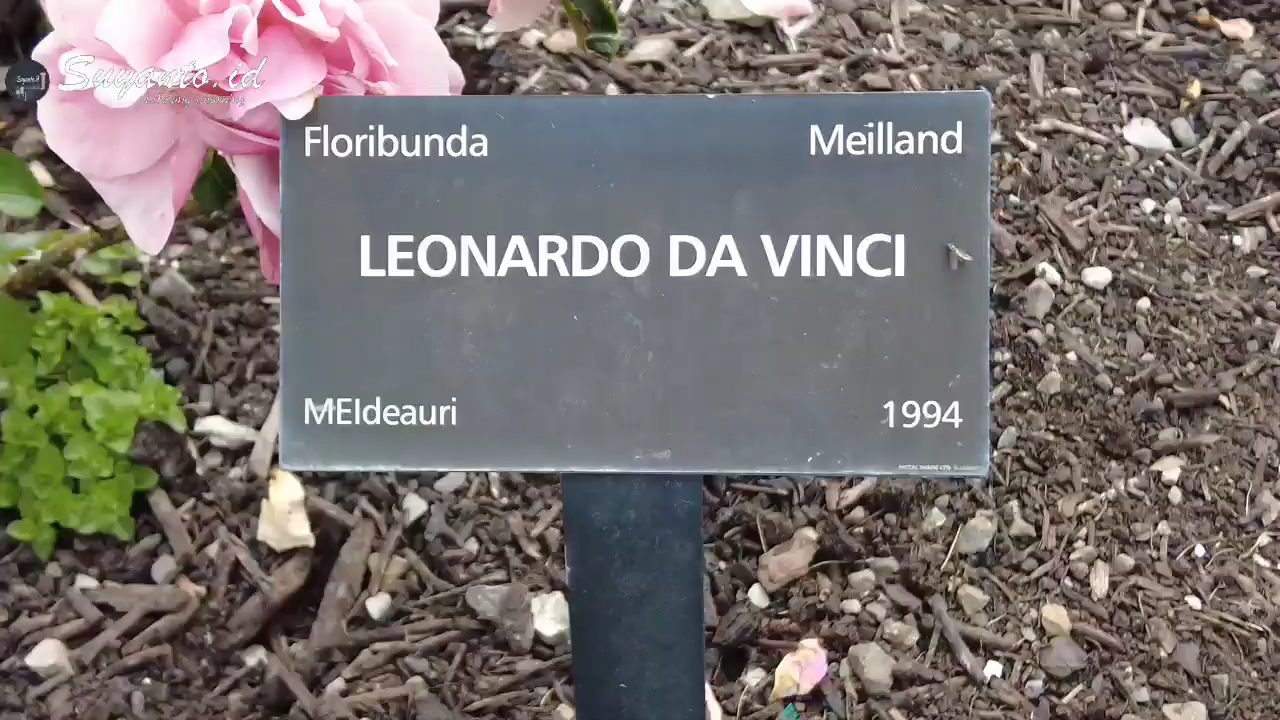 Suyanto.id
Floribunda
Meilland
LEONARDO DA VINCI
MEIdeauri
1994